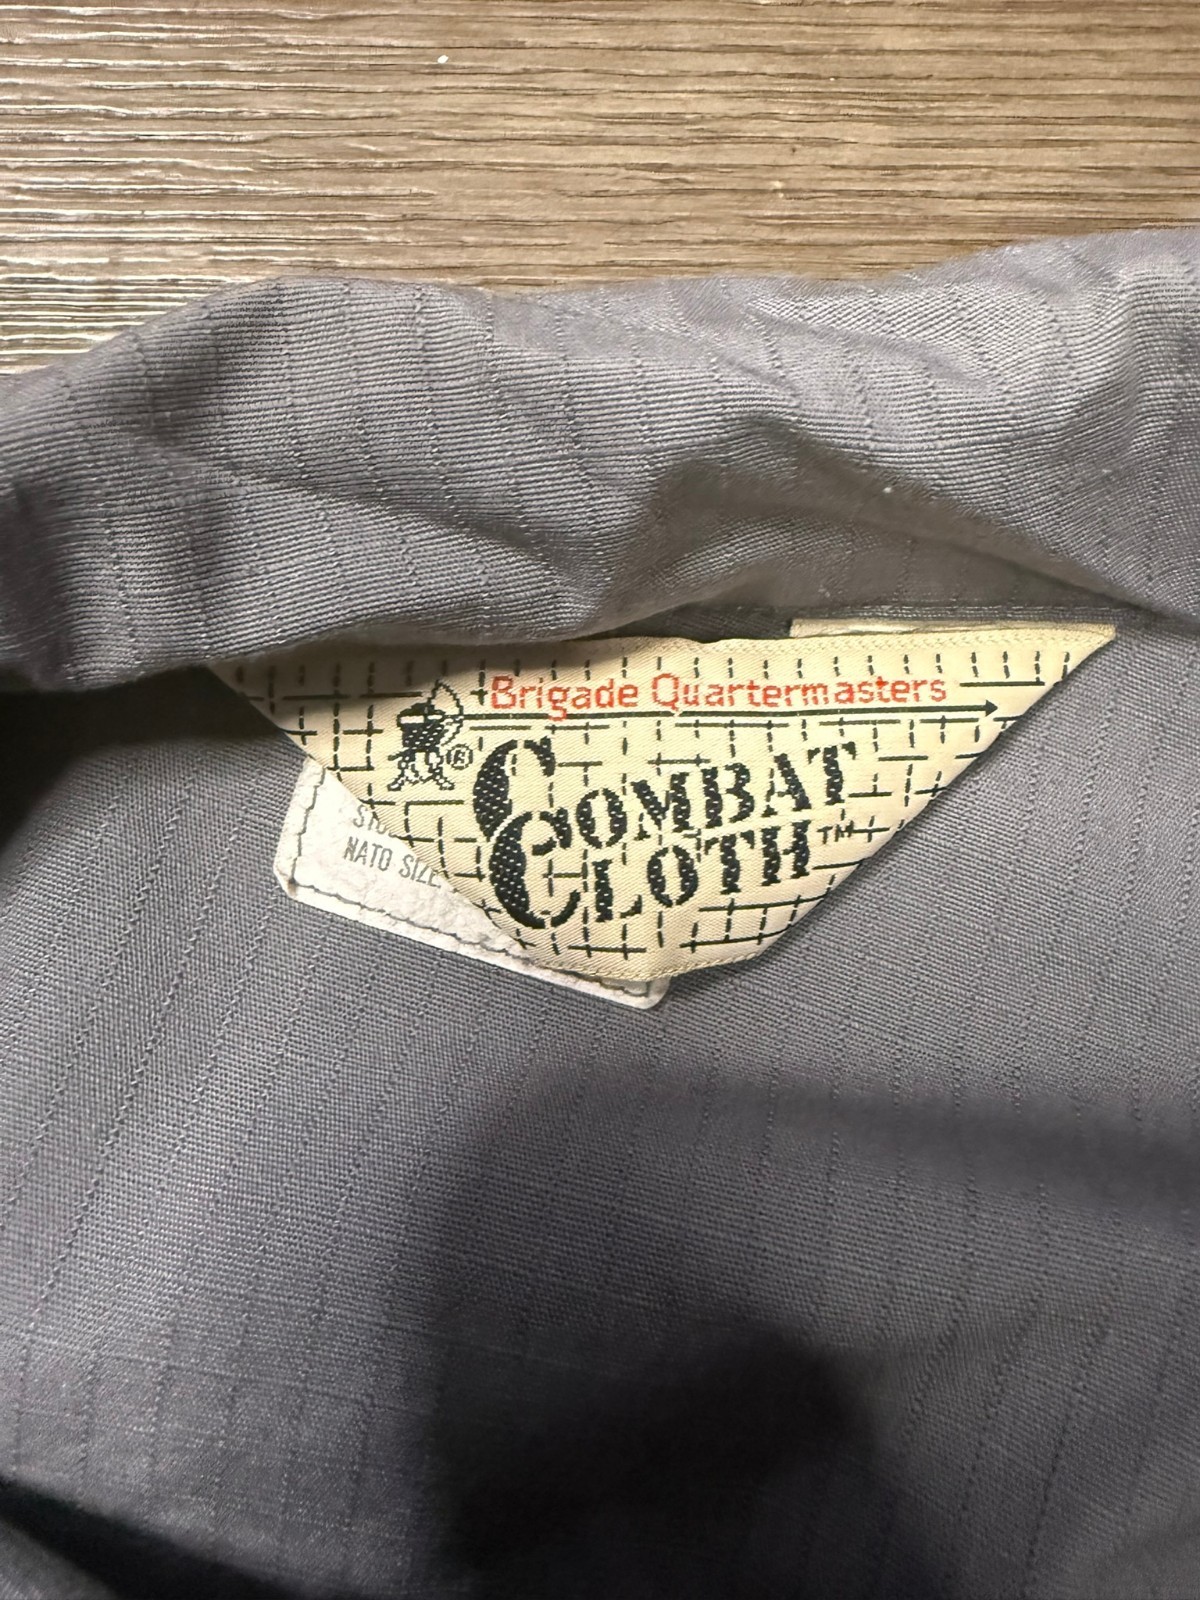 Brigade Quartermasters
®
COMBAT
CLOTH™
NATO SIZE